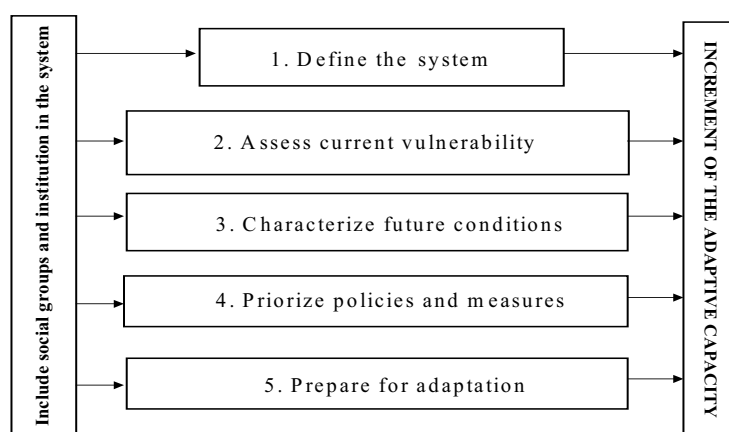 Include social groups and institution in the system
1. Define the system
2. Assess current vulnerability
3. Characterize future conditions
4. Priorize policies and measures
5. Prepare for adaptation
INCREMENT OF THE ADAPTIVE CAPACITY